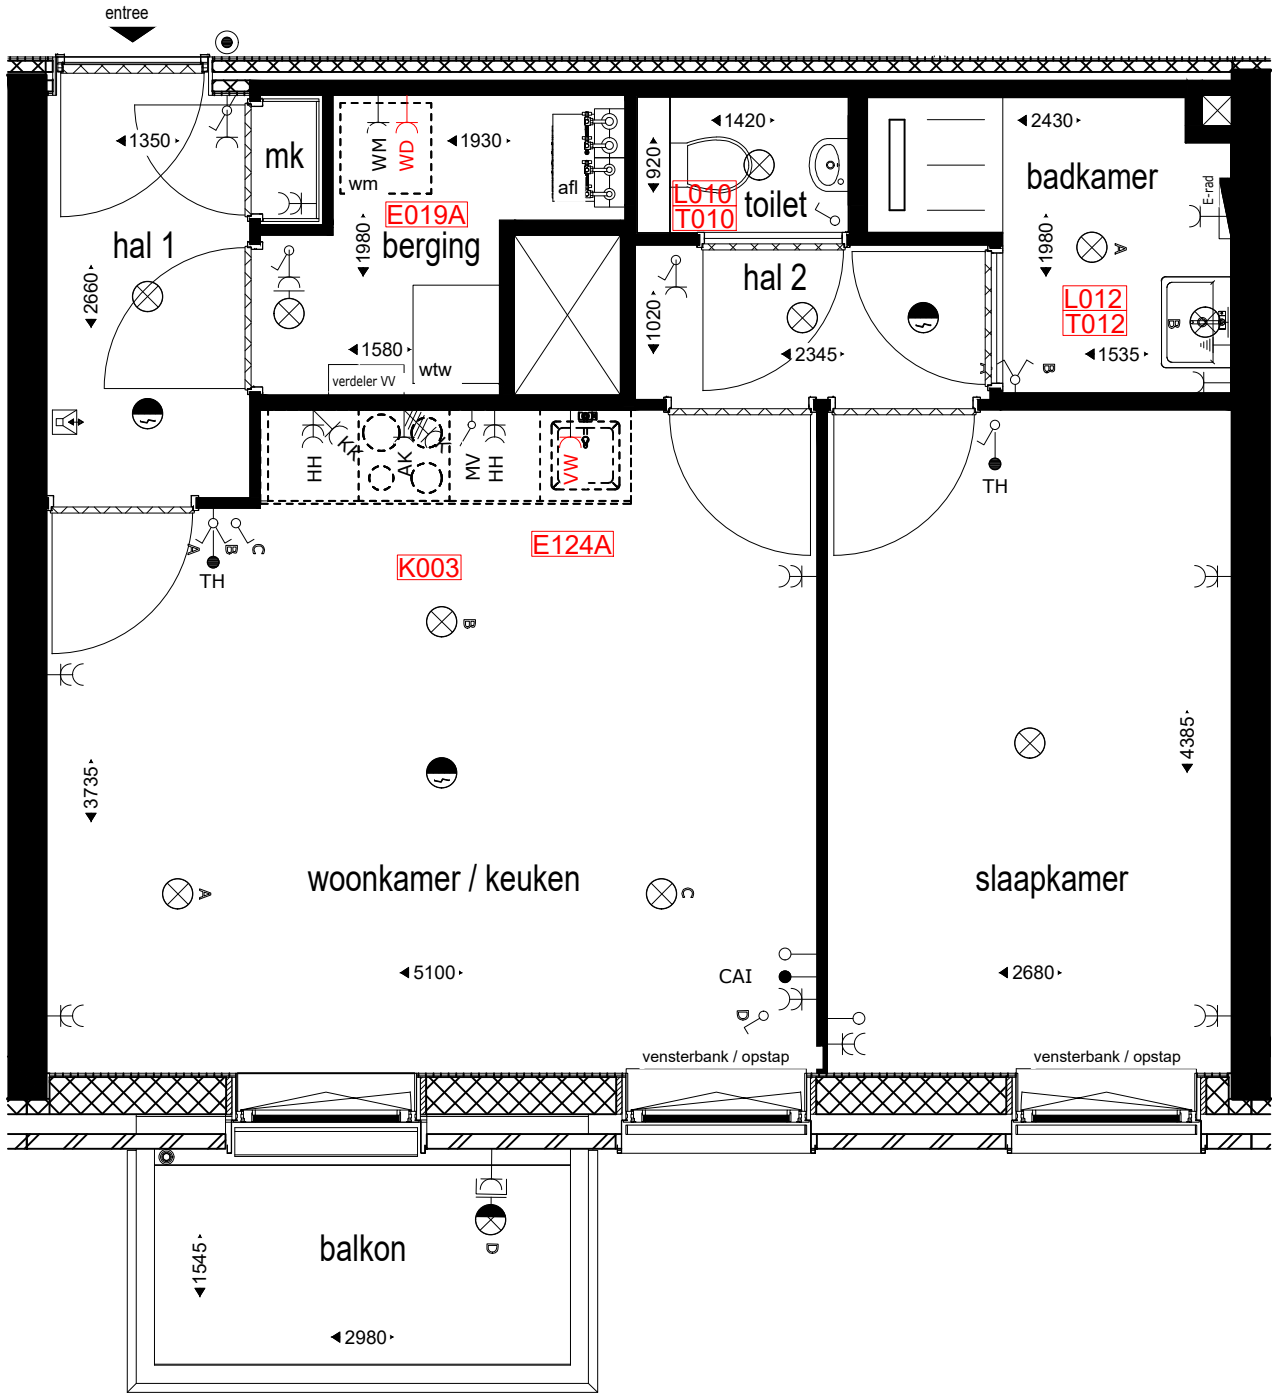 entree
1350
mk
WM
WD
wm
1930
afl
1420
920
2430
badkamer
E-rad
L010
T010
toilet
E019A
hal 1
1980
berging
hal 2
1980
A
2660
1020
L012
T012
B
1580
wtw
verdeler VV
2345
A
B
1535
HH
KK
AK
MV
HH
VW
TH
A
B
C
TH
E124A
K003
B
3735
4385
woonkamer / keuken
slaapkamer
A
C
5100
CAI
2680
D
vensterbank / opstap
vensterbank / opstap
balkon
D
1545
2980